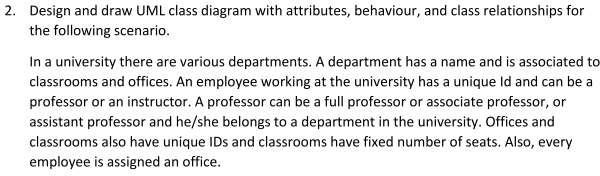 2. Design and draw UML class diagram with attributes, behaviour, and class relationships for
the following scenario.
In a university there are various departments. A department has a name and is associated to
classrooms and offices. An employee working at the university has a unique Id and can be a
professor or an instructor. A professor can be a full professor or associate professor, or
assistant professor and he/she belongs to a department in the university. Offices and
classrooms also have unique IDs and classrooms have fixed number of seats. Also, every
employee is assigned an office.